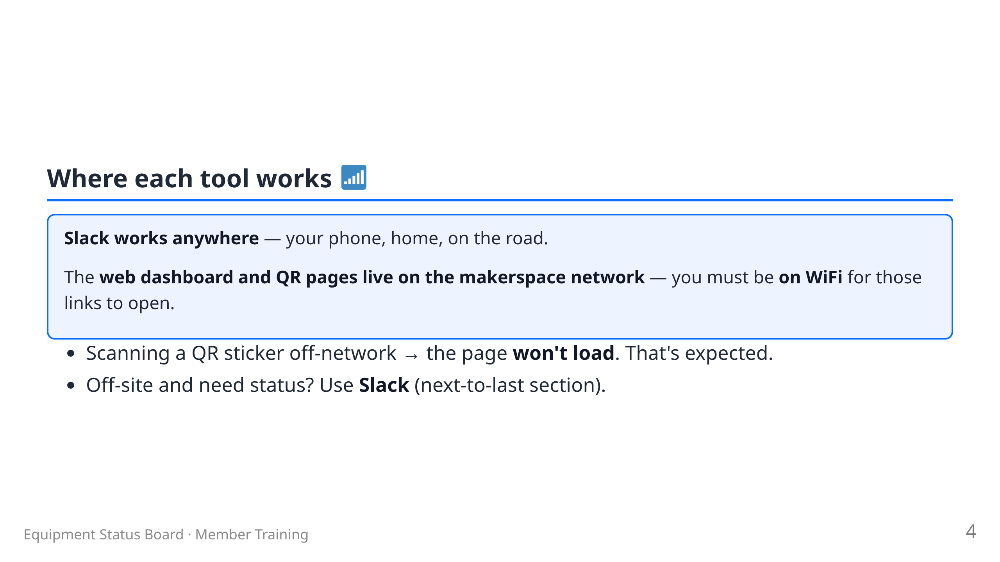 Where each tool works
Slack works anywhere — your phone, home, on the road.
The web dashboard and QR pages live on the makerspace network — you must be on WiFi for those
links to open.
• Scanning a QR sticker off-network → the page won't load. That's expected.
• Off-site and need status? Use Slack (next-to-last section).
Equipment Status Board · Member Training
4